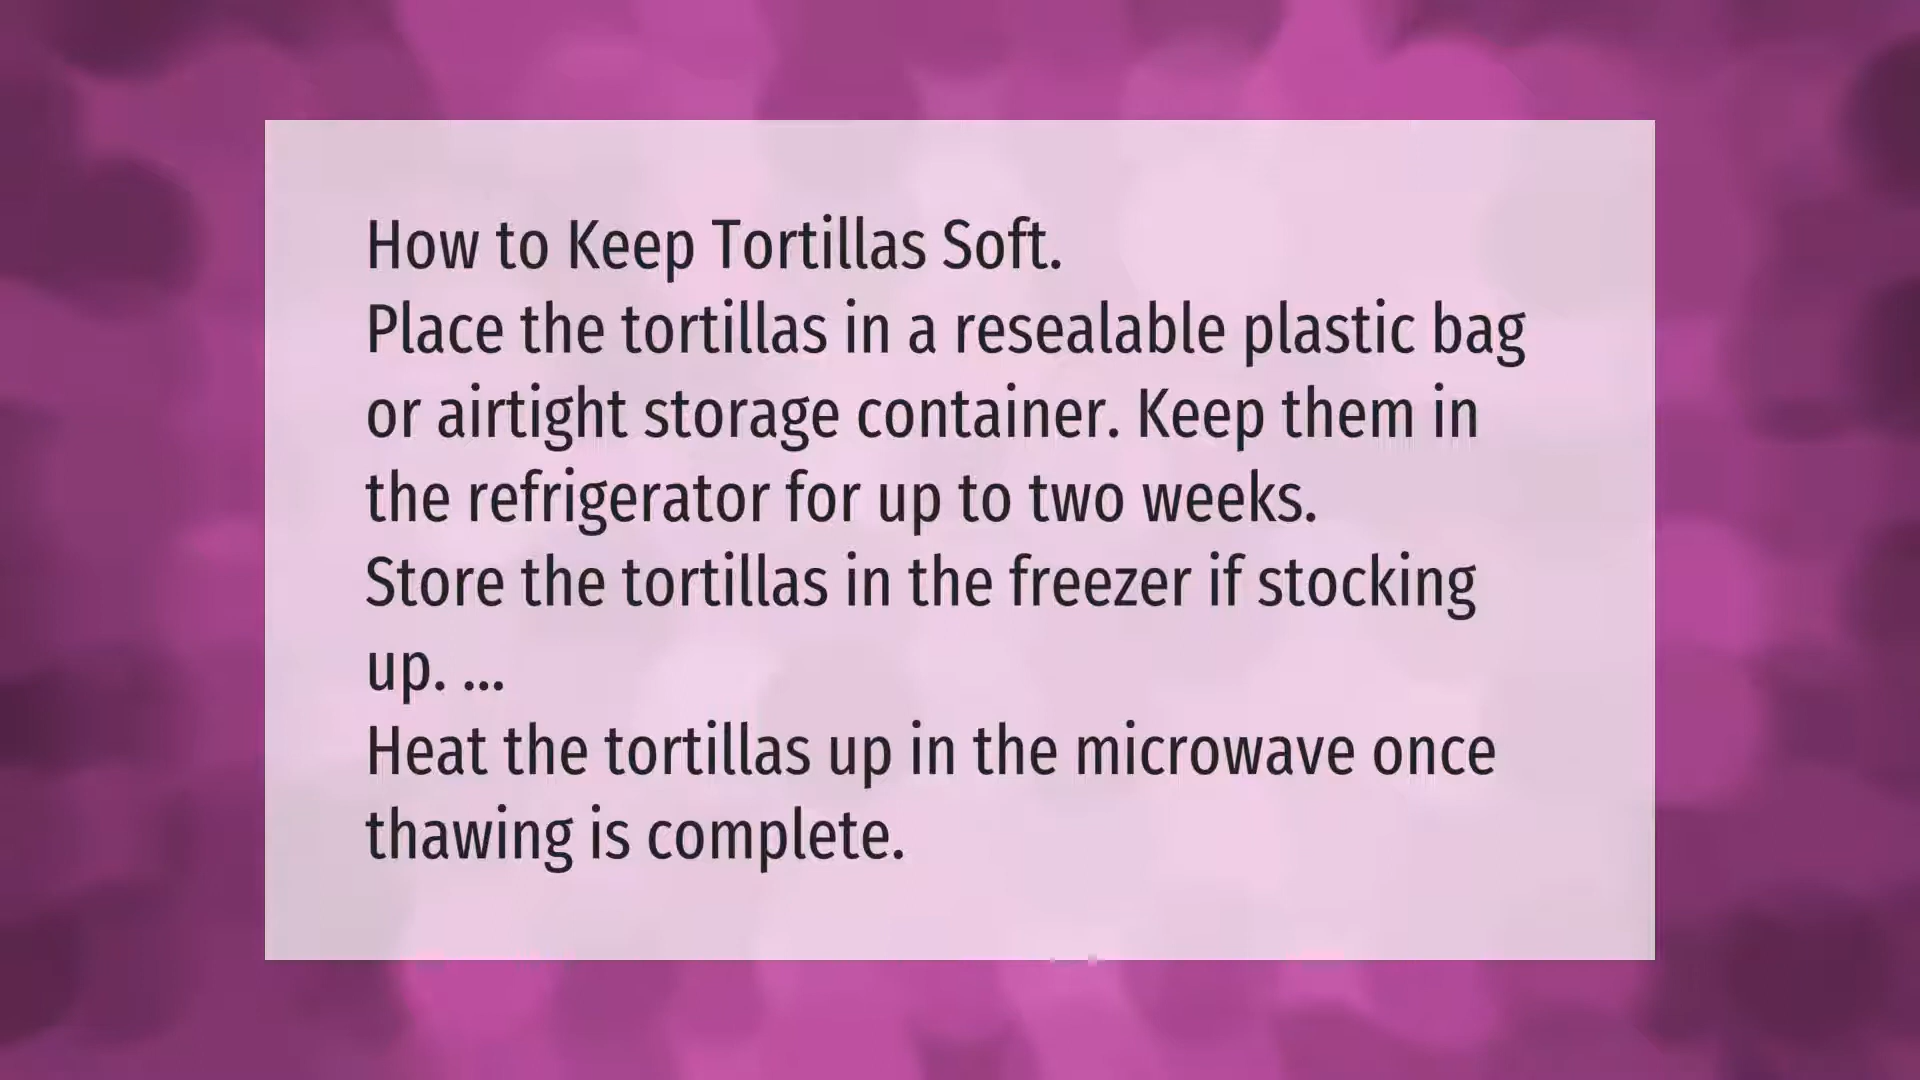 How to Keep Tortillas Soft.
Place the tortillas in a resealable plastic bag
or airtight storage container. Keep them in
the refrigerator for up to two weeks.
Store the tortillas in the freezer if stocking
up. ...
Heat the tortillas up in the microwave once
thawing is complete.